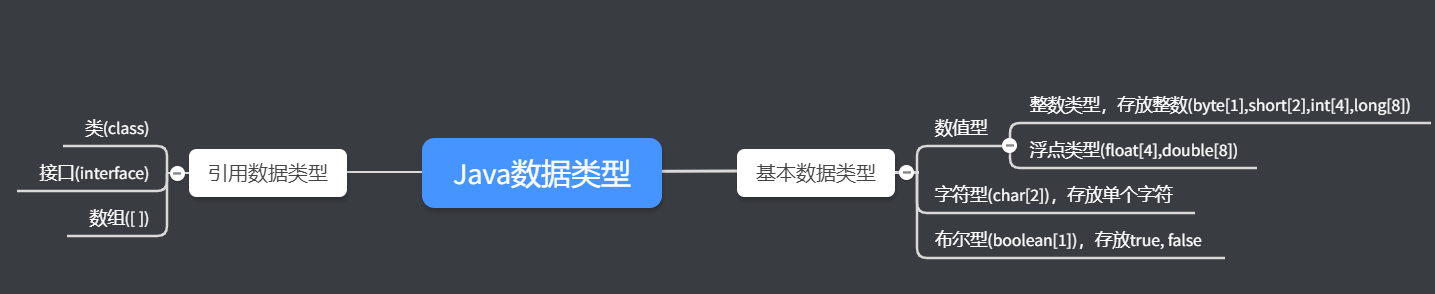 Java数据类型
引用数据类型
类(class)
接口(interface)
数组([ ])
基本数据类型
数值型
整数类型，存放整数(byte[1],short[2],int[4],long[8])
浮点类型(float[4],double[8])
字符型(char[2])，存放单个字符
布尔型(boolean[1])，存放true, false